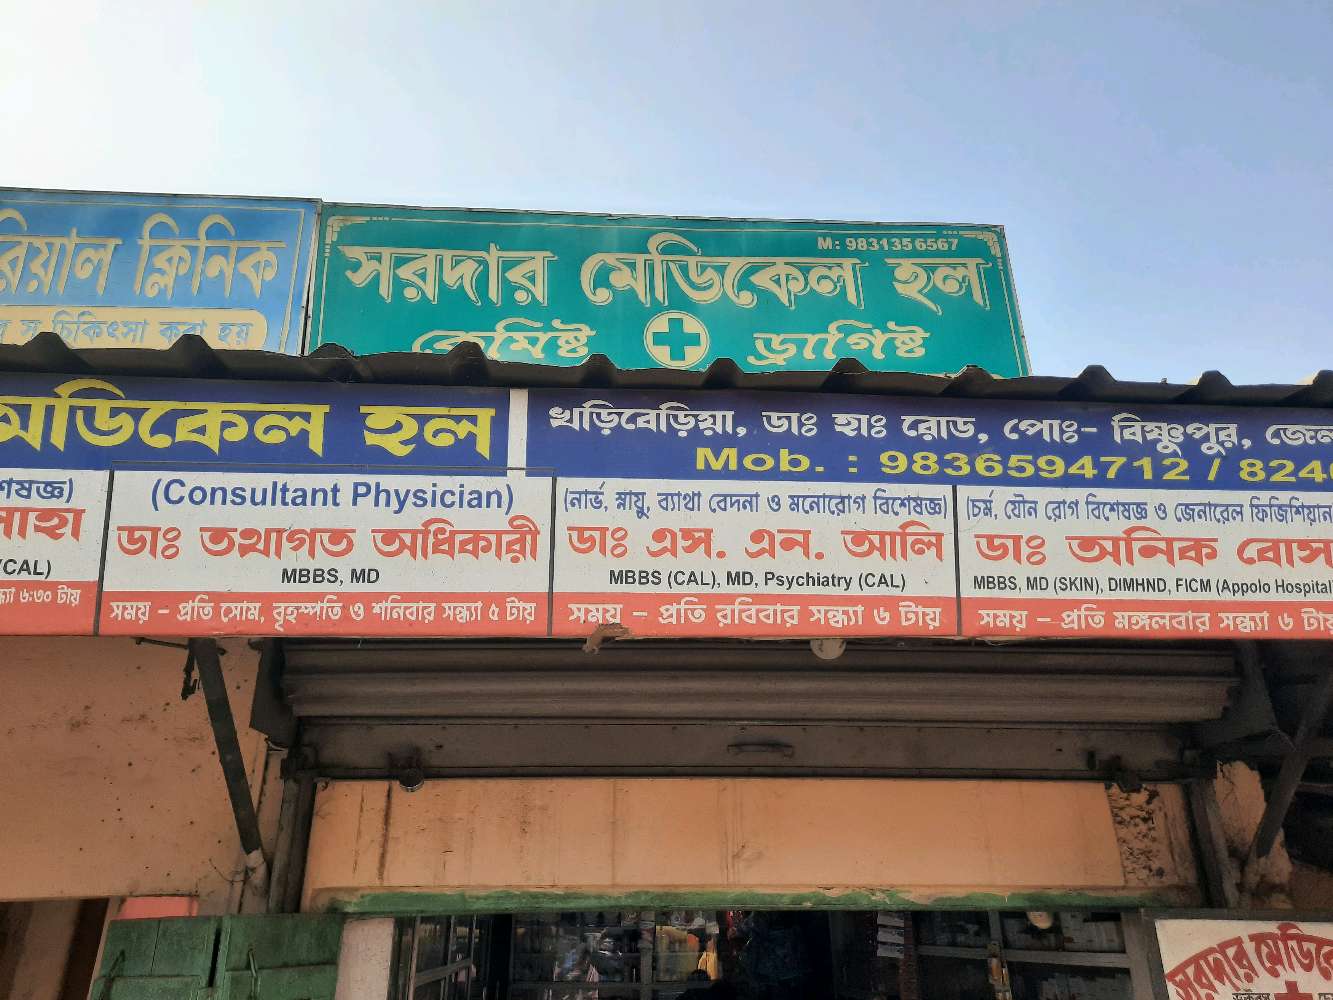 ক্লিনিক
চিকিৎসা করা হয়
M: 9831356567
সরদার মেডিকেল হল
কেমিষ্ট ড্রাগিষ্ট
মেডিকেল হল
খড়িবেড়িয়া, ডাঃ হাঃ রোড, পোঃ- বিষ্ণুপুর,
Mob. : 9836594712 /
সাহা
(CAL)
৬:৩০ টায়
(Consultant Physician)
ডাঃ তথাগত অধিকারী
MBBS, MD
সময় – প্রতি সোম, বৃহস্পতি ও শনিবার সন্ধ্যা ৫ টায়
(নার্ভ, স্নায়ু, ব্যাথা বেদনা ও মনোরোগ বিশেষজ্ঞ)
ডাঃ এস. এন. আলি
MBBS (CAL), MD, Psychiatry (CAL)
সময় – প্রতি রবিবার সন্ধ্যা ৬ টায়
(চর্ম, যৌন রোগ বিশেষজ্ঞ ও জেনারেল ফিজিশিয়ান
ডাঃ অনিক বোস
MBBS, MD (SKIN), DIMHND, FICM (Appolo Hospital
সময় – প্রতি মঙ্গলবার সন্ধ্যা ৬ টায়
সরদার